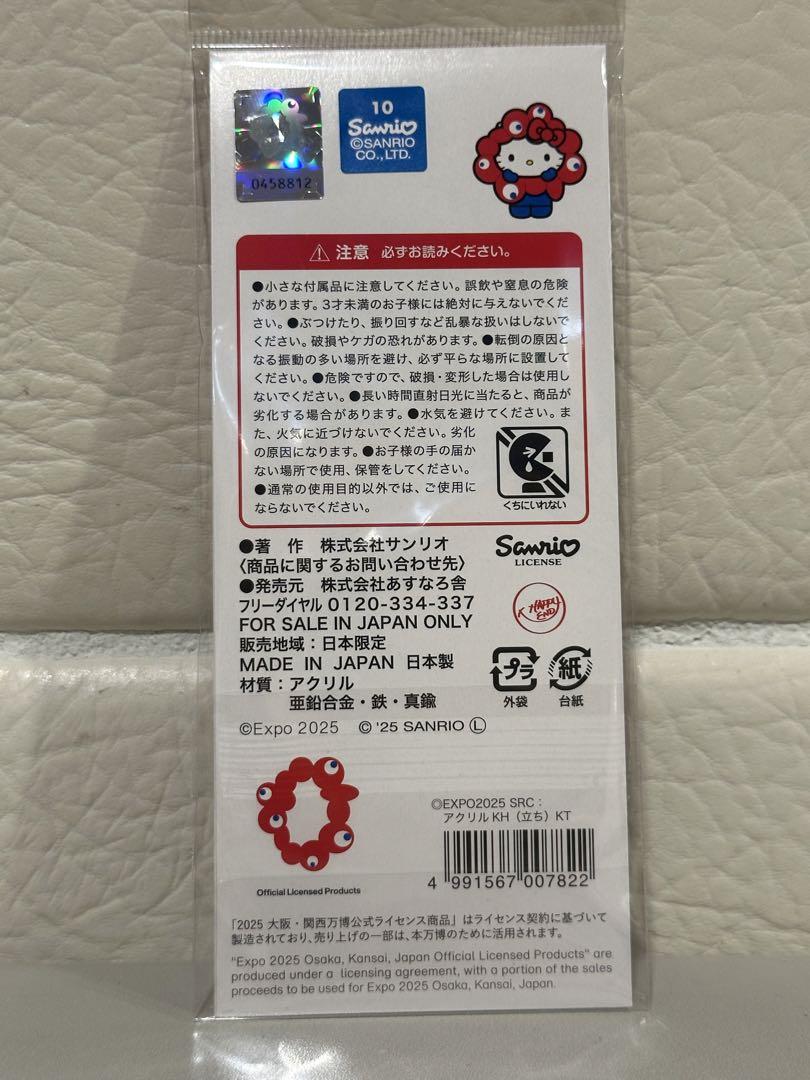 0458812
10
Sanrio
©SANRIO
CO.,LTD.
⚠注意 必ずお読みください。
●小さな付属品に注意してください。誤飲や窒息の危険
があります。3才未満のお子様には絶対に与えないでくだ
さい。●ぶつけたり、振り回すなど乱暴な扱いはしないで
ください。破損やケガの恐れがあります。●転倒の原因と
なる振動の多い場所を避け、必ず平らな場所に設置して
ください。●危険ですので、破損・変形した場合は使用し
ないでください。●長い時間直射日光に当たると、商品が
劣化する場合があります。●水気を避けてください。ま
た、火気に近づけないでください。劣化
の原因になります。●お子様の手の届か
ない場所で使用、保管をしてください。
●通常の使用目的以外では、ご使用に
ならないでください。
くちにいれない
●著 作 株式会社サンリオ
〈商品に関するお問い合わせ先〉
●発売元 株式会社あすなろ舎
フリーダイヤル 0120-334-337
FOR SALE IN JAPAN ONLY
販売地域：日本限定
MADE IN JAPAN 日本製
材質：アクリル
亜鉛合金・鉄・真鍮
©Expo 2025 © '25 SANRIO Ⓛ
Sanrio
LICENSE
K HAPPY
END
プラ
外袋
紙
台紙
Official Licensed Products
©EXPO2025 SRC：
アクリルKH（立ち）KT
4 991567 007822
「2025 大阪・関西万博公式ライセンス商品」はライセンス契約に基づいて
製造されており、売り上げの一部は、本万博のために活用されます。
"Expo 2025 Osaka, Kansai, Japan Official Licensed Products" are
produced under a licensing agreement, with a portion of the sales
proceeds to be used for Expo 2025 Osaka, Kansai, Japan.